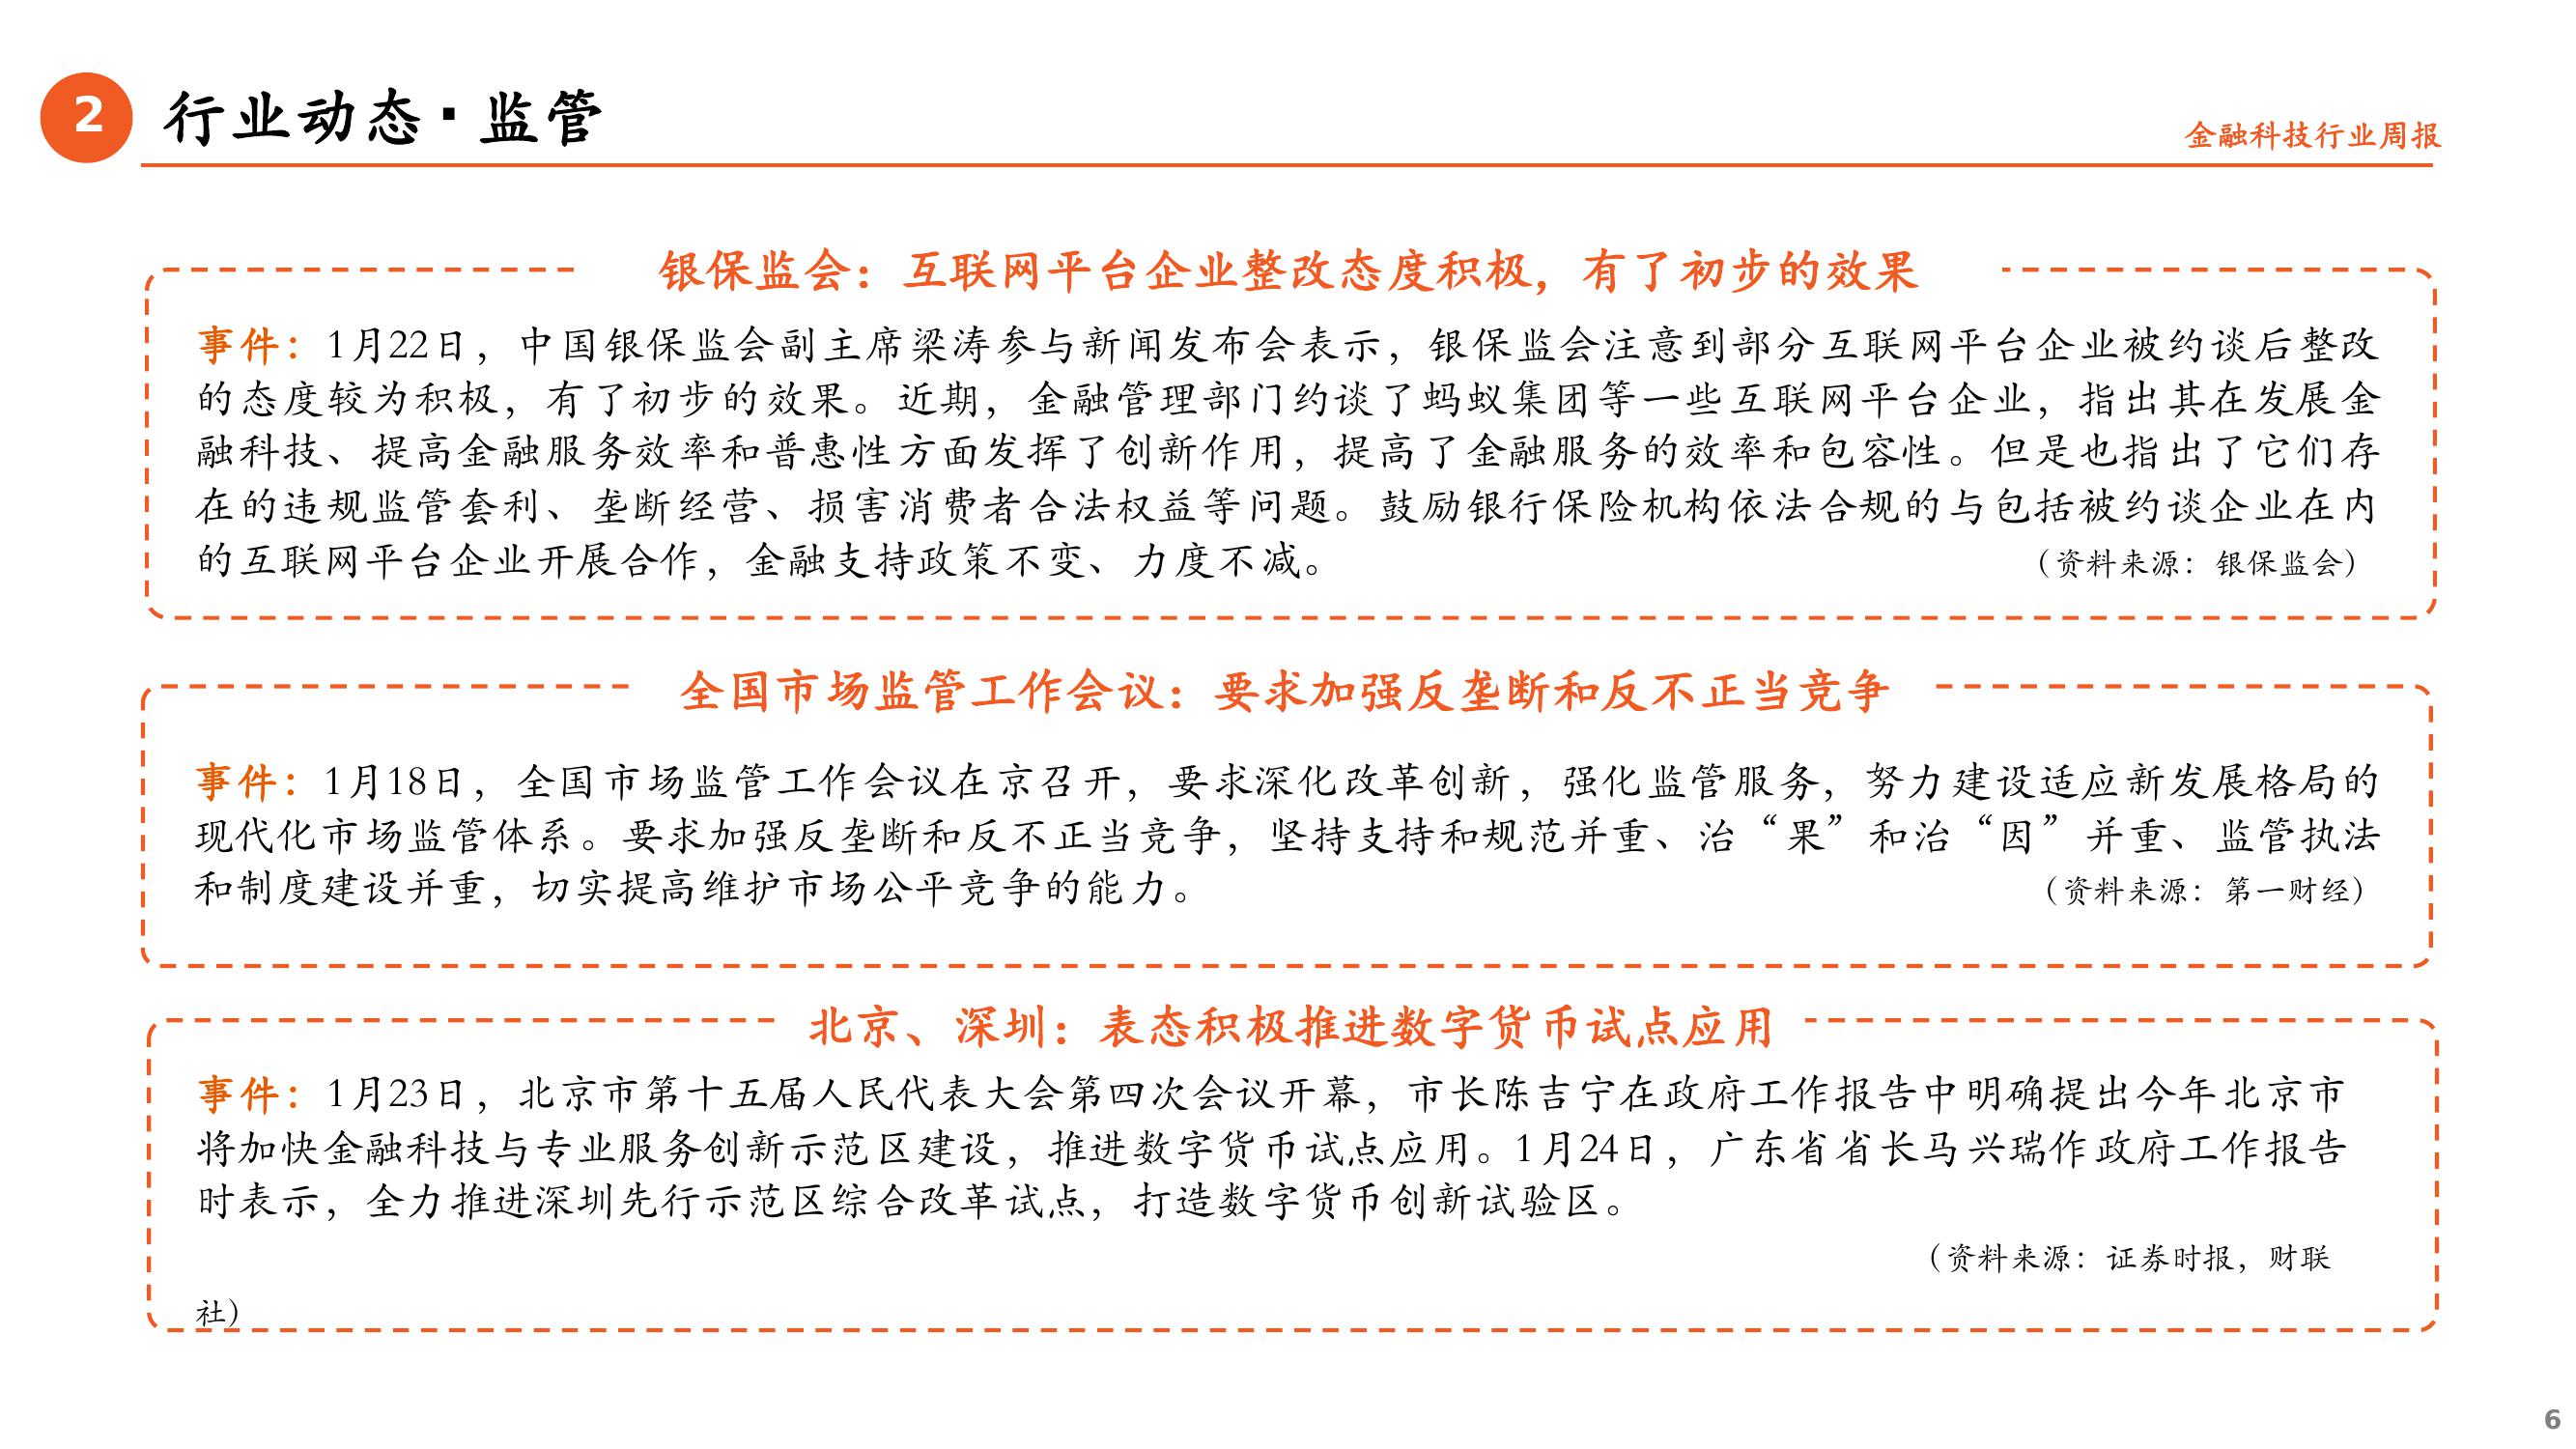 2
行业动态·监管
金融科技行业周报
银保监会：互联网平台企业整改态度积极，有了初步的效果
事件：1月22日，中国银保监会副主席梁涛参与新闻发布会表示，银保监会注意到部分互联网平台企业被约谈后整改
的态度较为积极，有了初步的效果。近期，金融管理部门约谈了蚂蚁集团等一些互联网平台企业，指出其在发展金
融科技、提高金融服务效率和普惠性方面发挥了创新作用，提高了金融服务的效率和包容性。但是也指出了它们存
在的违规监管套利、垄断经营、损害消费者合法权益等问题。鼓励银行保险机构依法合规的与包括被约谈企业在内
的互联网平台企业开展合作，金融支持政策不变、力度不减。（资料来源：银保监会）
全国市场监管工作会议：要求加强反垄断和反不正当竞争
事件：1月18日，全国市场监管工作会议在京召开，要求深化改革创新，强化监管服务，努力建设适应新发展格局的
现代化市场监管体系。要求加强反垄断和反不正当竞争，坚持支持和规范并重、治“果”和治“因”并重、监管执法
和制度建设并重，切实提高维护市场公平竞争的能力。（资料来源：第一财经）
北京、深圳：表态积极推进数字货币试点应用
事件：1月23日，北京市第十五届人民代表大会第四次会议开幕，市长陈吉宁在政府工作报告中明确提出今年北京市
将加快金融科技与专业服务创新示范区建设，推进数字货币试点应用。1月24日，广东省省长马兴瑞作政府工作报告
时表示，全力推进深圳先行示范区综合改革试点，打造数字货币创新试验区。
（资料来源：证券时报，财联
社）
6